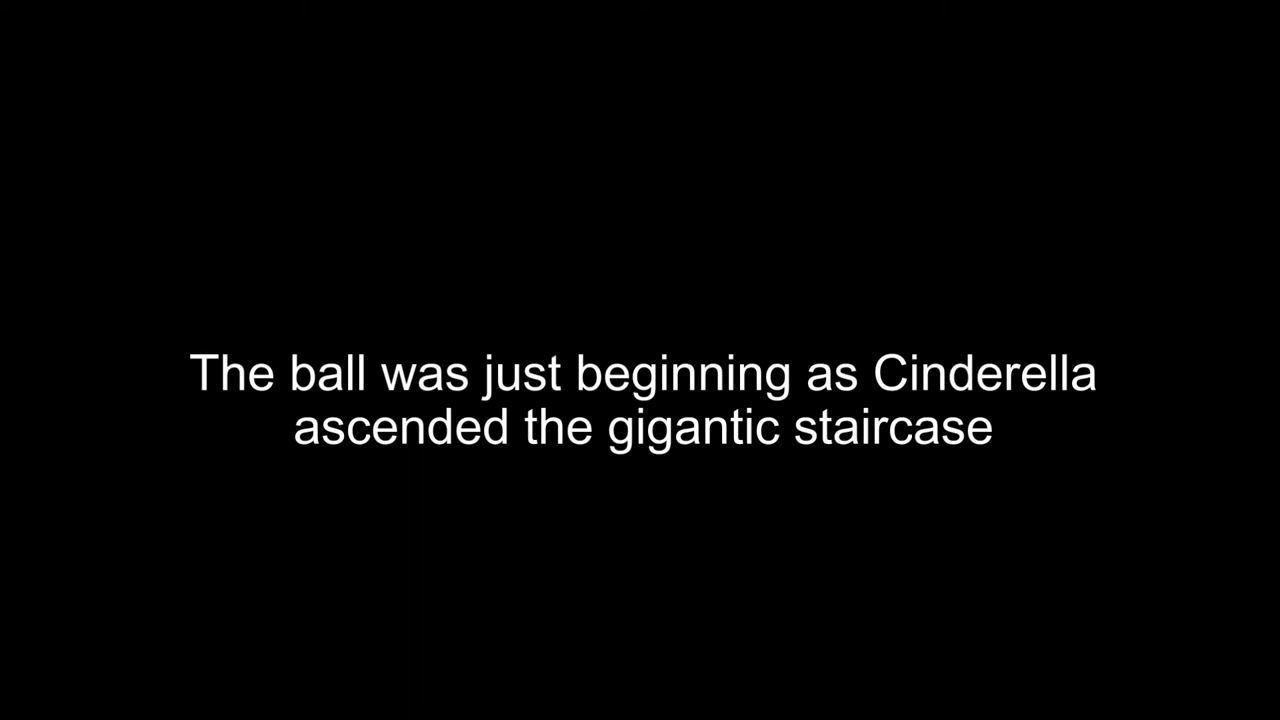 The ball was just beginning as Cinderella
ascended the gigantic staircase